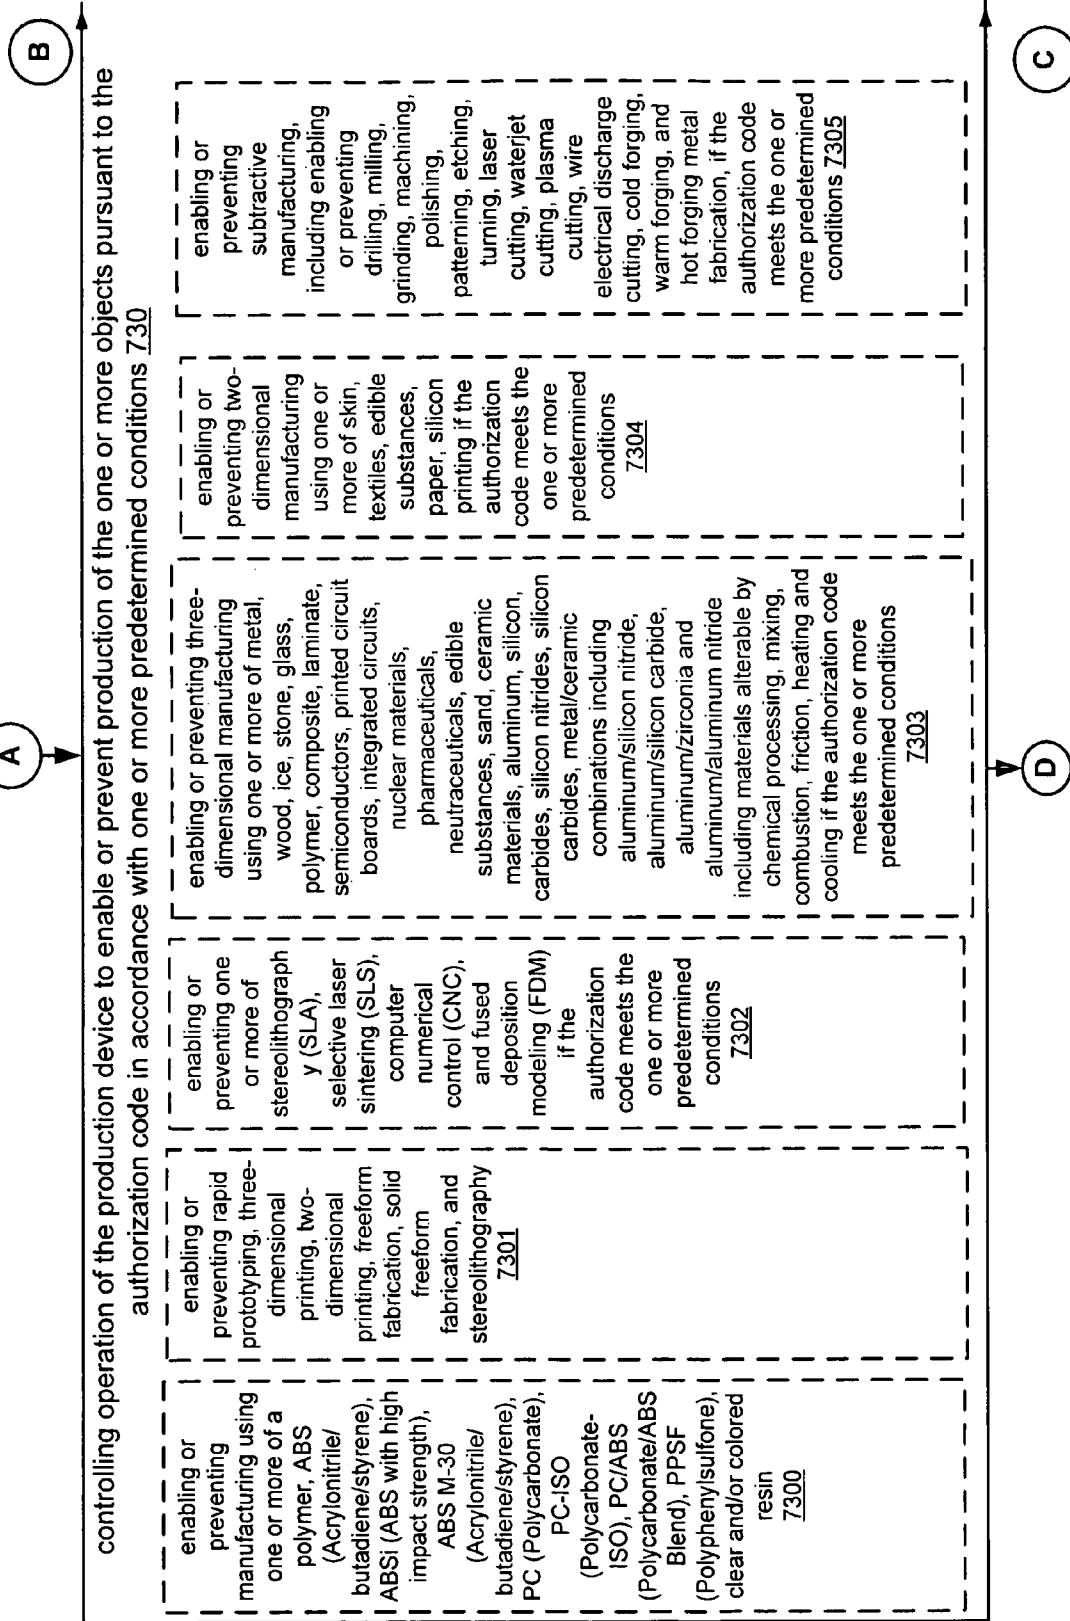 A
B
controlling operation of the production device to enable or prevent production of the one or more objects pursuant to the
authorization code in accordance with one or more predetermined conditions 730
enabling or
preventing
manufacturing using
one or more of a
polymer, ABS
(Acrylonitrile/
butadiene/styrene),
ABSi (ABS with high
impact strength),
ABS M-30
(Acrylonitrile/
butadiene/styrene),
PC (Polycarbonate),
PC-ISO
(Polycarbonate-
ISO), PC/ABS
(Polycarbonate/ABS
Blend), PPSF
(Polyphenylsulfone),
clear and/or colored
resin
7300
enabling or
preventing rapid
prototyping, three-
dimensional
printing, two-
dimensional
printing, freeform
fabrication, solid
freeform
fabrication, and
stereolithography
7301
enabling or
preventing one
or more of
stereolithograph
y (SLA),
selective laser
sintering (SLS),
computer
numerical
control (CNC),
and fused
deposition
modeling (FDM)
if the
authorization
code meets the
one or more
predetermined
conditions
7302
enabling or preventing three-
dimensional manufacturing
using one or more of metal,
wood, ice, stone, glass,
polymer, composite, laminate,
semiconductors, printed circuit
boards, integrated circuits,
nuclear materials,
pharmaceuticals,
neutraceuticals, edible
substances, sand, ceramic
materials, aluminum, silicon,
carbides, silicon nitrides, silicon
carbides, metal/ceramic
combinations including
aluminum/silicon nitride,
aluminum/silicon carbide,
aluminum/zirconia and
aluminum/aluminum nitride
including materials alterable by
chemical processing, mixing,
combustion, friction, heating and
cooling if the authorization code
meets the one or more
predetermined conditions
7303
enabling or
preventing two-
dimensional
manufacturing
using one or
more of skin,
textiles, edible
substances,
paper, silicon
printing if the
authorization
code meets the
one or more
predetermined
conditions
7304
enabling or
preventing
subtractive
manufacturing,
including enabling
or preventing
drilling, milling,
grinding, machining,
polishing,
patterning, etching,
turning, laser
cutting, waterjet
cutting, plasma
cutting, wire
electrical discharge
cutting, cold forging,
warm forging, and
hot forging metal
fabrication, if the
authorization code
meets the one or
more predetermined
conditions 7305
D
C